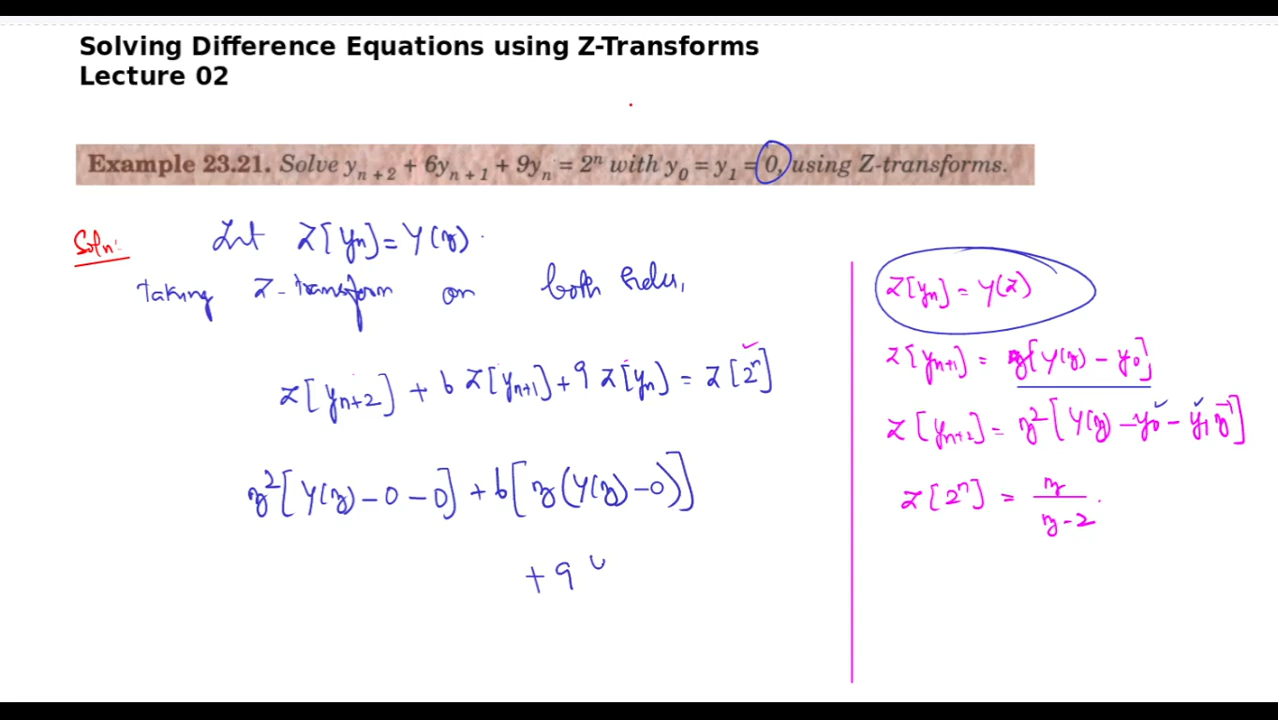 Solving Difference Equations using Z-Transforms
Lecture 02
Example 23.21. Solve yₙ₊₂ + 6yₙ₊₁ + 9yₙ = 2ⁿ with y₀ = y₁ = 0, using Z-transforms.
Soln:
Let Z[yₙ] = Y(z).
taking Z-transform on both sides,
Z[yₙ₊₂] + 6 Z[yₙ₊₁] + 9 Z[yₙ] = Z[2ⁿ]
z²[Y(z) - 0 - 0] + 6[z(Y(z) - 0)]
+ 9
Z[yₙ] = Y(z)
Z[yₙ₊₁] = z[Y(z) - y₀]
Z[yₙ₊₂] = z²[Y(z) - y₀ - y₁z⁻¹]
Z[2ⁿ] = z/(z-2).